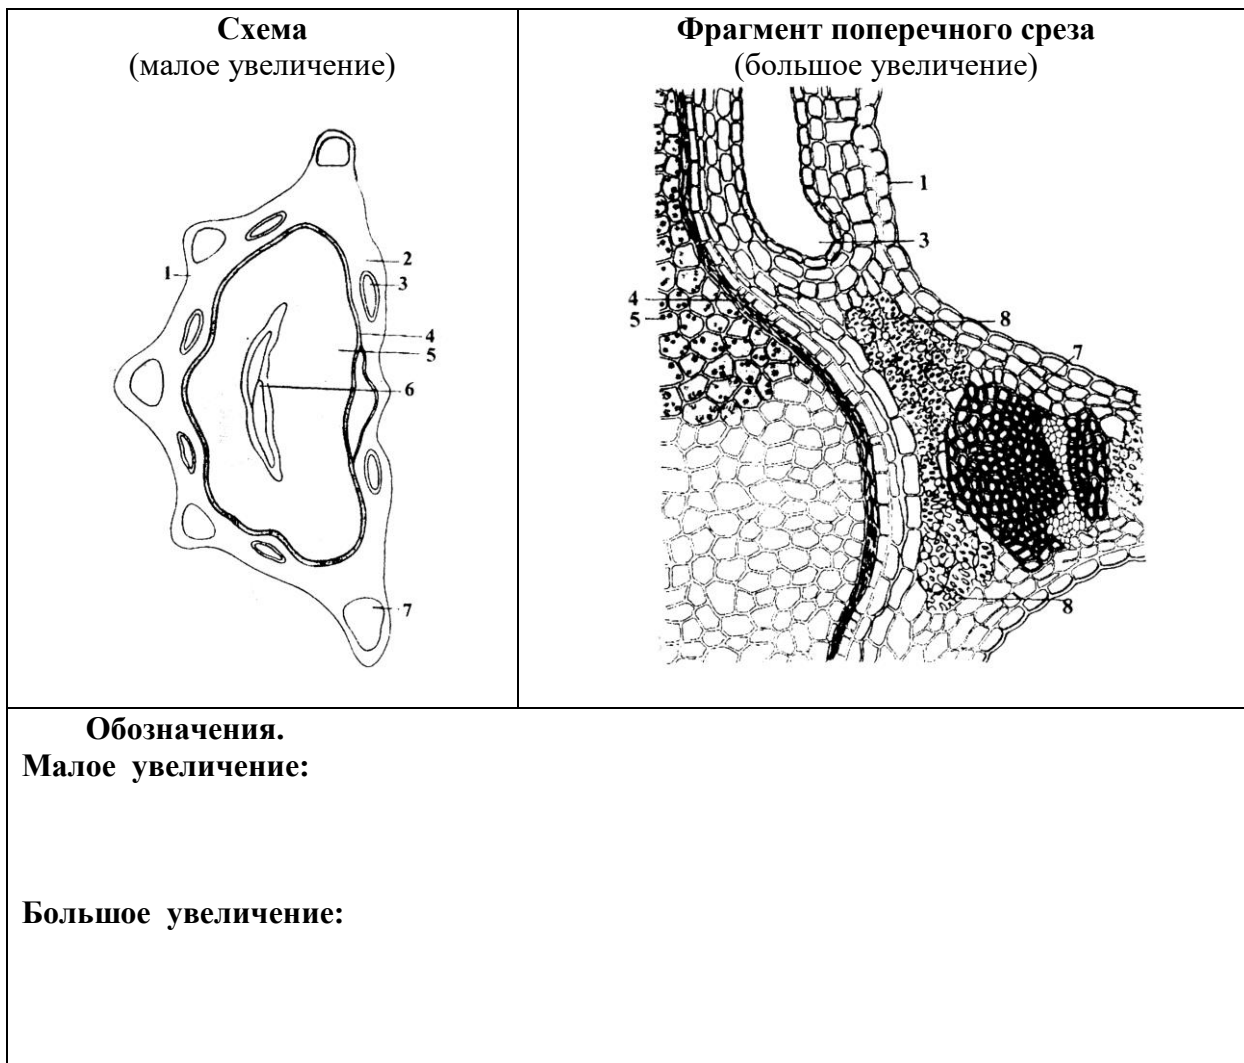 Схема
(малое увеличение)
1
2
3
4
5
6
7
Фрагмент поперечного среза
(большое увеличение)
1
3
4
5
8
7
8
Обозначения.
Малое увеличение:
Большое увеличение: